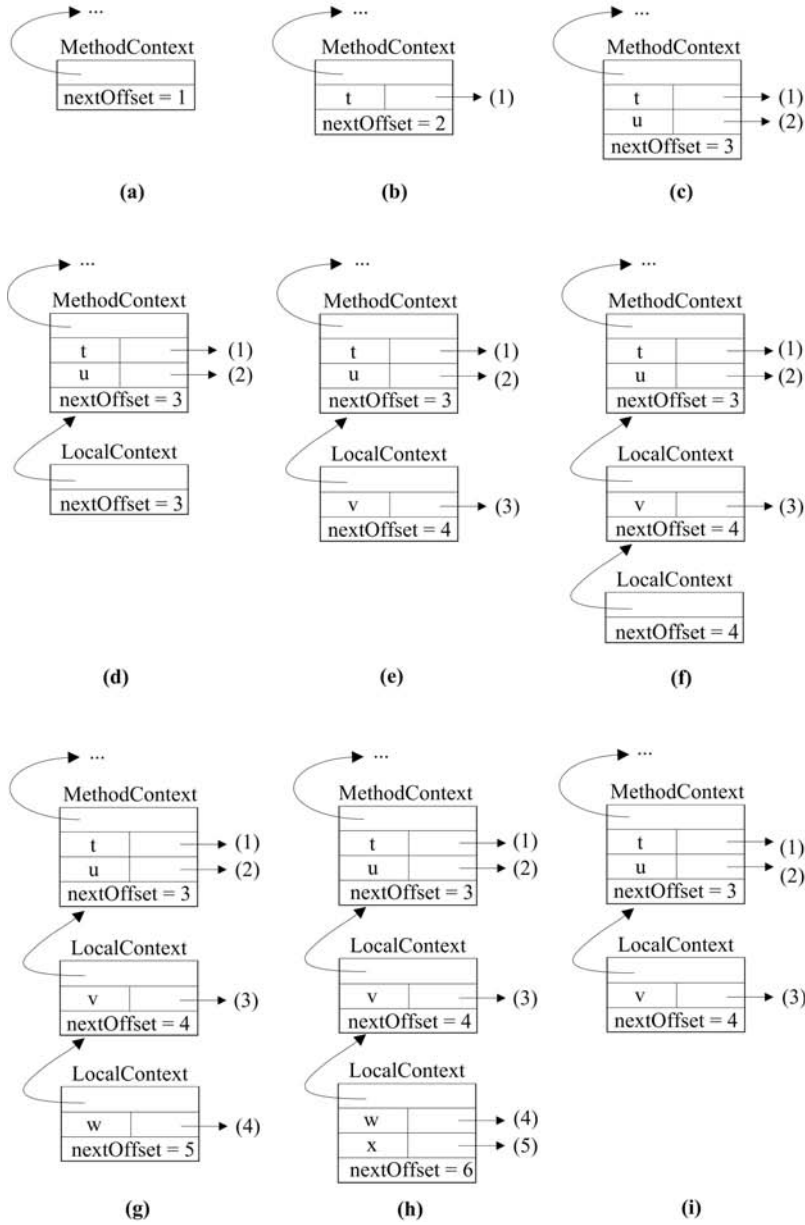 ...
MethodContext
nextOffset = 1
(a)
...
MethodContext
t (1)
nextOffset = 2
(b)
...
MethodContext
t (1)
u (2)
nextOffset = 3
(c)
...
MethodContext
t (1)
u (2)
nextOffset = 3
LocalContext
nextOffset = 3
(d)
...
MethodContext
t (1)
u (2)
nextOffset = 3
LocalContext
v (3)
nextOffset = 4
(e)
...
MethodContext
t (1)
u (2)
nextOffset = 3
LocalContext
v (3)
nextOffset = 4
LocalContext
nextOffset = 4
(f)
...
MethodContext
t (1)
u (2)
nextOffset = 3
LocalContext
v (3)
nextOffset = 4
LocalContext
w (4)
nextOffset = 5
(g)
...
MethodContext
t (1)
u (2)
nextOffset = 3
LocalContext
v (3)
nextOffset = 4
LocalContext
w (4)
x (5)
nextOffset = 6
(h)
...
MethodContext
t (1)
u (2)
nextOffset = 3
LocalContext
v (3)
nextOffset = 4
(i)